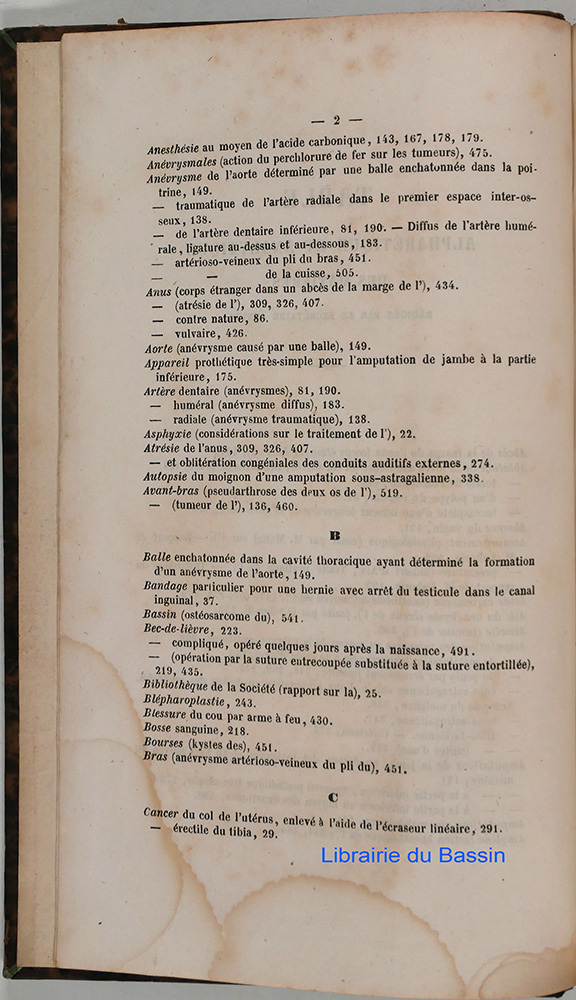 — 2 —
Anesthésie au moyen de l'acide carbonique, 143, 167, 178, 179.
Anévrysmales (action du perchlorure de fer sur les tumeurs), 475.
Anévrysme de l'aorte déterminé par une balle enchatonnée dans la poi-
trine, 149.
— traumatique de l'artère radiale dans le premier espace inter-os-
seux, 138.
— de l'artère dentaire inférieure, 81, 190. — Diffus de l'artère humé-
rale, ligature au-dessus et au-dessous, 183.
— artérioso-veineux du pli du bras, 451.
— — de la cuisse, 505.
Anus (corps étranger dans un abcès de la marge de l'), 434.
— (atrésie de l'), 309, 326, 407.
— contre nature, 86.
— vulvaire, 426.
Aorte (anévrysme causé par une balle), 149.
Appareil prothétique très-simple pour l'amputation de jambe à la partie
inférieure, 175.
Artère dentaire (anévrysmes), 81, 190.
— huméral (anévrysme diffus), 183.
— radiale (anévrysme traumatique), 138.
Asphyxie (considérations sur le traitement de l'), 22.
Atrésie de l'anus, 309, 326, 407.
— et oblitération congéniales des conduits auditifs externes, 274.
Autopsie du moignon d'une amputation sous-astragalienne, 338.
Avant-bras (pseudarthrose des deux os de l'), 519.
— (tumeur de l'), 136, 460.
B
Balle enchatonnée dans la cavité thoracique ayant déterminé la formation
d'un anévrysme de l'aorte, 149.
Bandage particulier pour une hernie avec arrêt du testicule dans le canal
inguinal, 37.
Bassin (ostéosarcome du), 541.
Bec-de-lièvre, 223.
— compliqué, opéré quelques jours après la naissance, 491.
— (opération par la suture entrecoupée substituée à la suture entortillée),
219, 435.
Bibliothèque de la Société (rapport sur la), 25.
Blépharoplastie, 243.
Blessure du cou par arme à feu, 430.
Bosse sanguine, 218.
Bourses (kystes des), 451.
Bras (anévrysme artérioso-veineux du pli du), 451.
C
Cancer du col de l'utérus, enlevé à l'aide de l'écraseur linéaire, 291.
— érectile du tibia, 29.
Librairie du Bassin